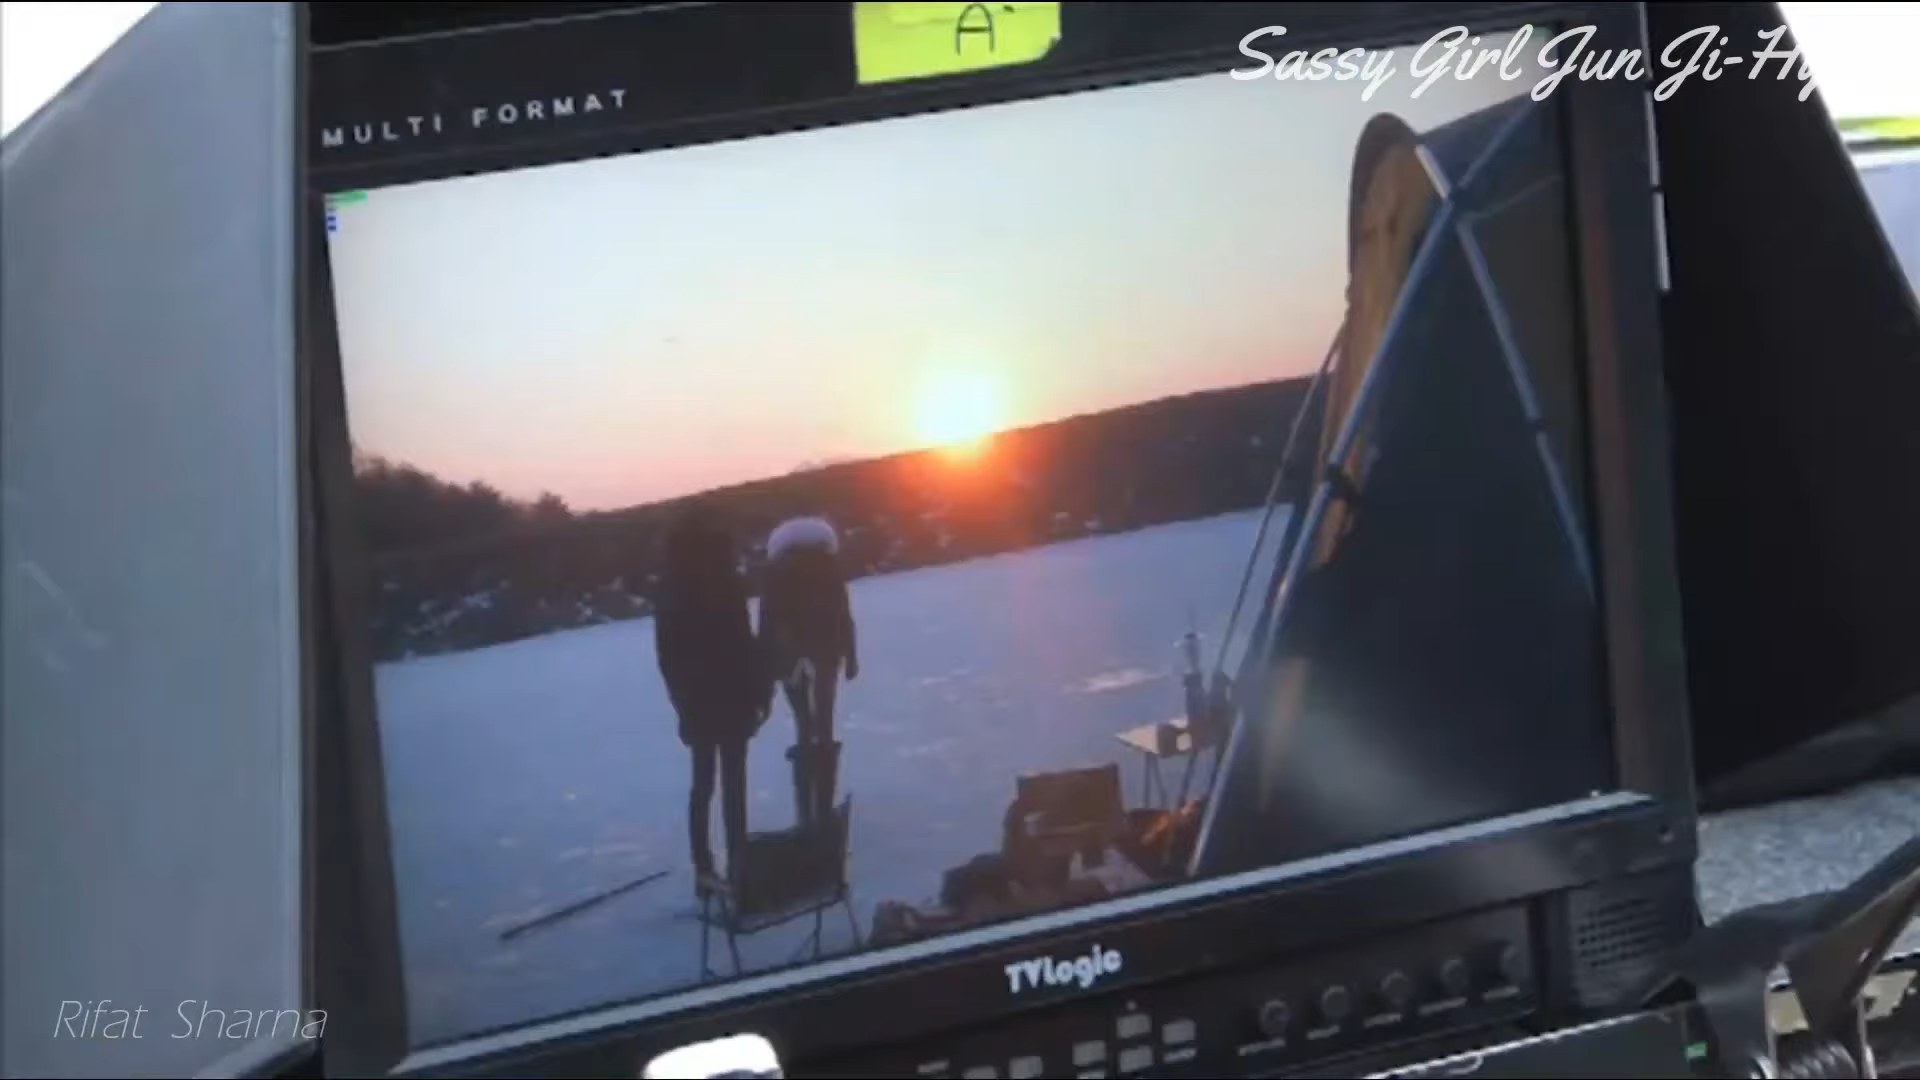 A
Sassy Girl Jun Ji-Hy
MULTI FORMAT
TVlogic
Rifat Sharna